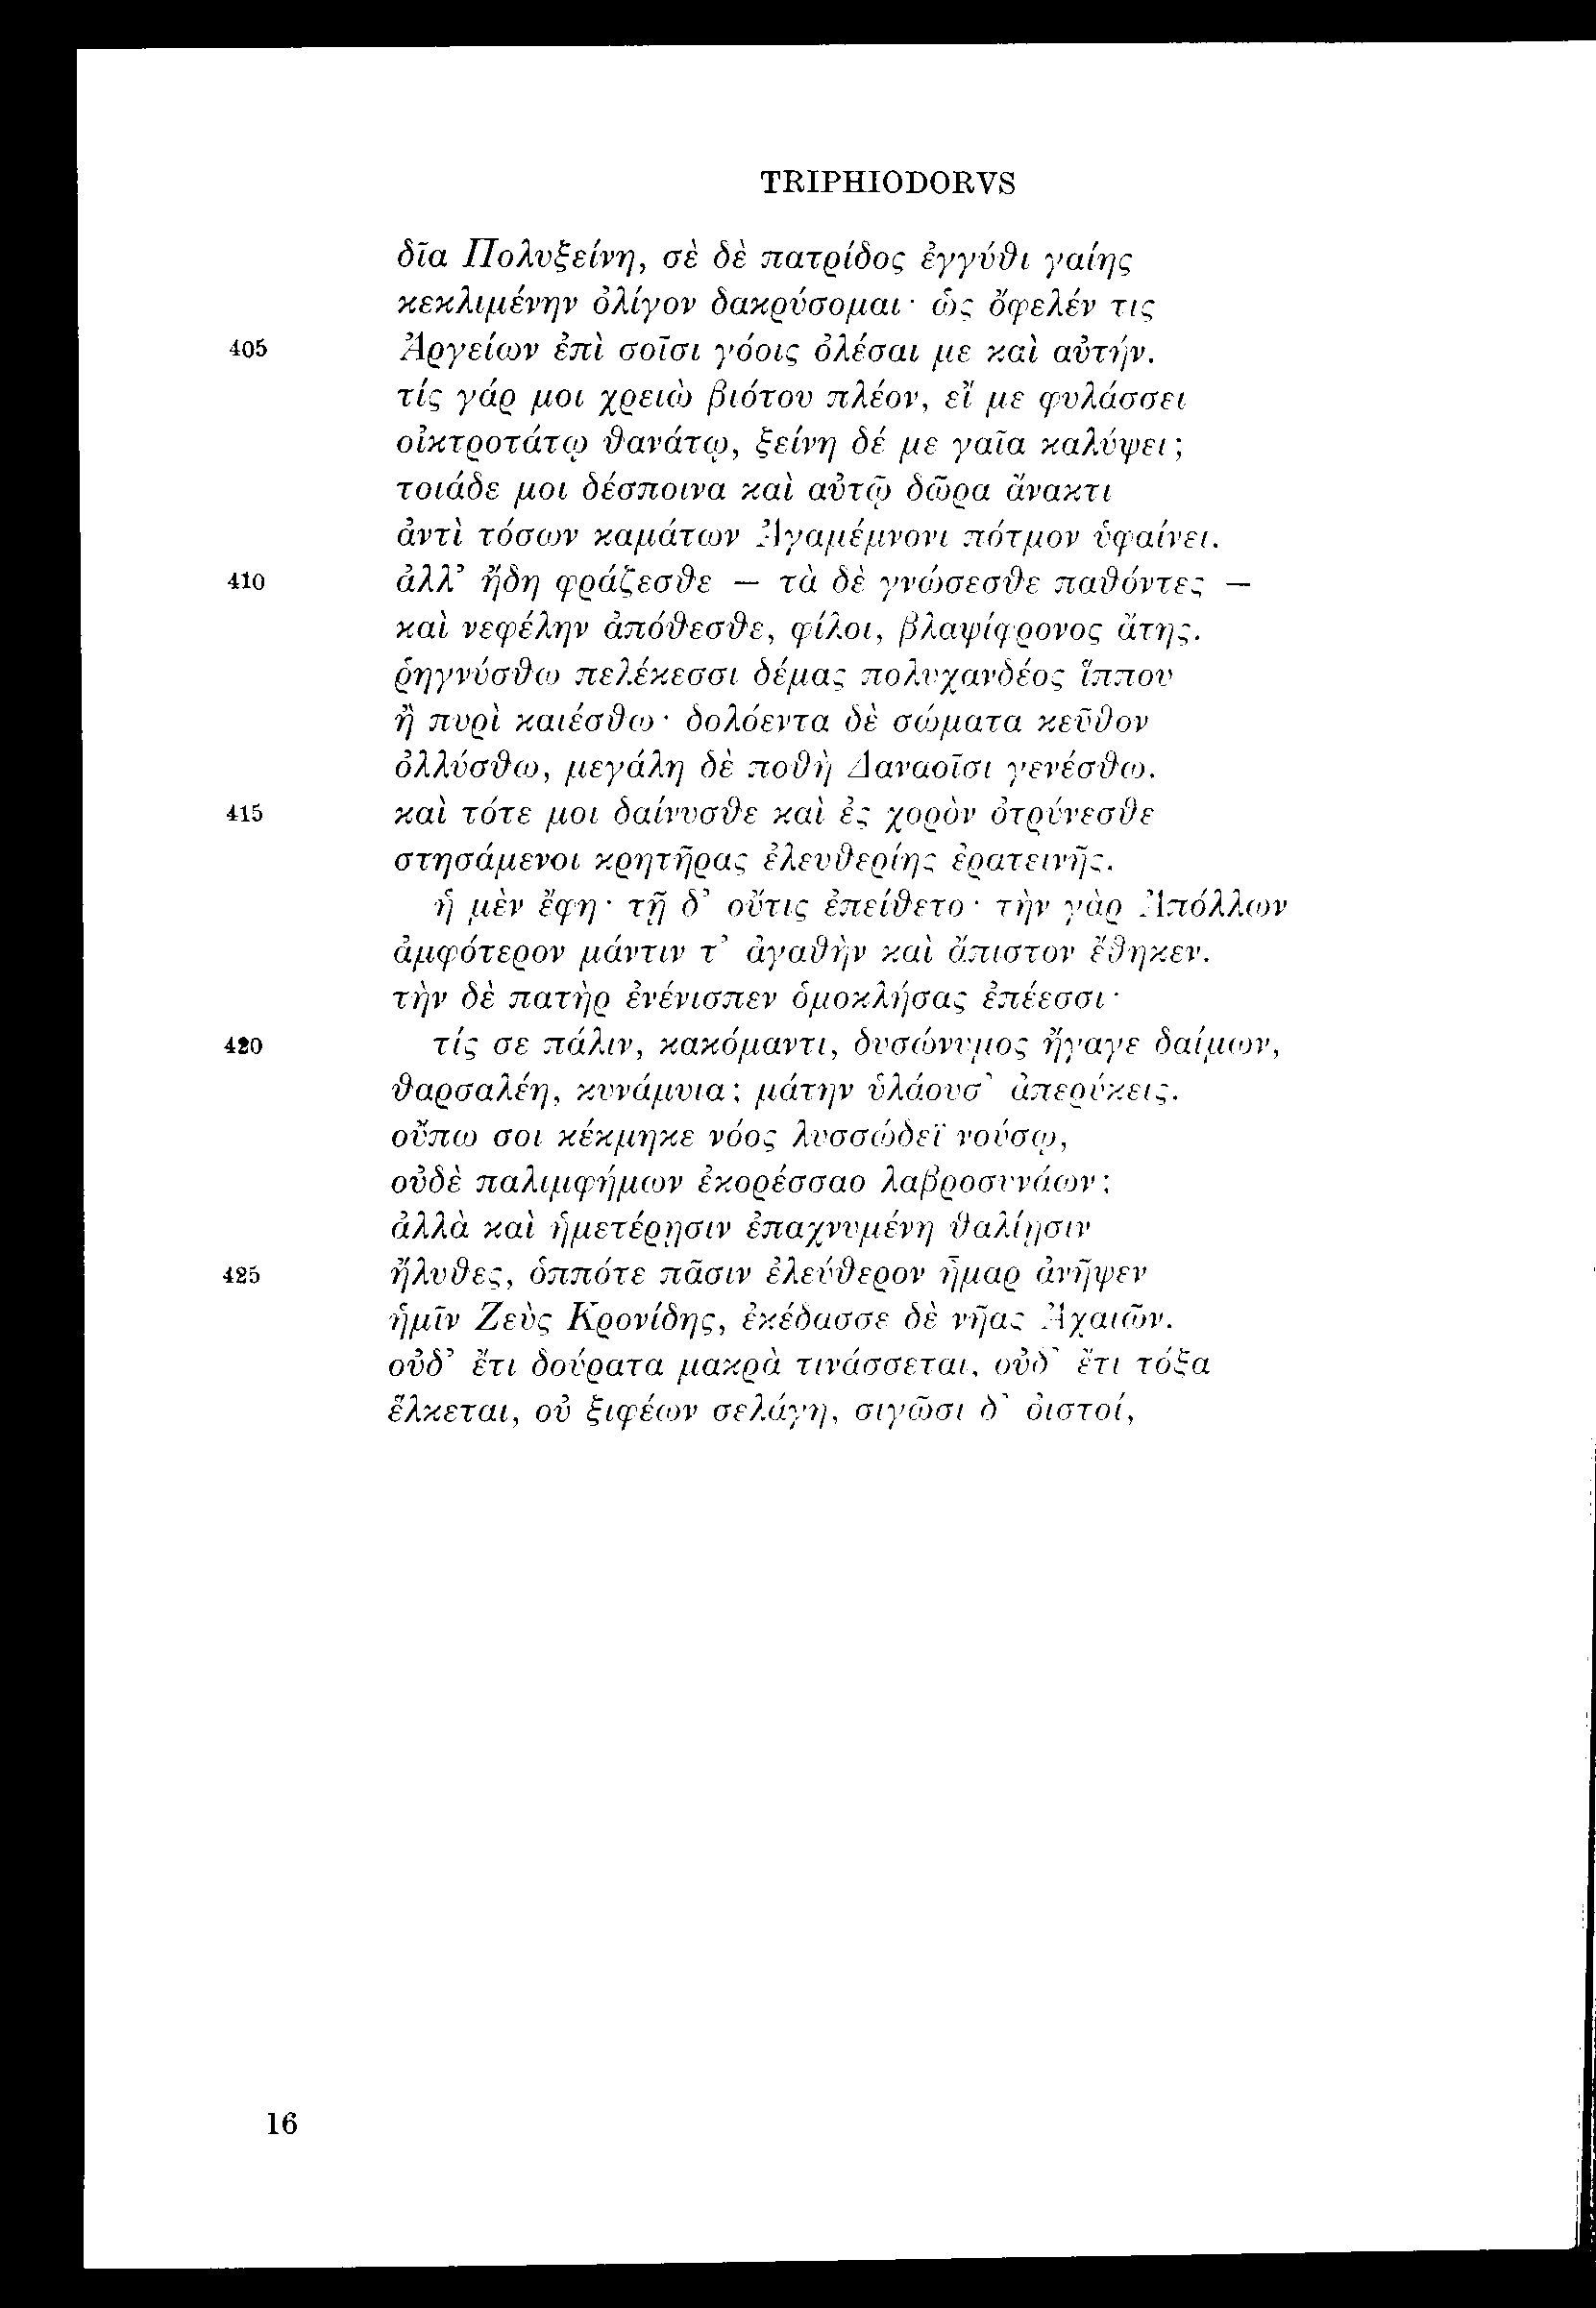 TRIPHIODORVS
δῖα Πολυξείνη, σὲ δὲ πατρίδος ἐγγύθι γαίης
κεκλιμένην ὀλίγον δακρύσομαι· ὡς ὄφελέν τις
405 Ἀργείων ἐπὶ σοῖσι γόοις ὀλέσαι με καὶ αὐτήν.
τίς γάρ μοι χρειὼ βιότου πλέον, εἴ με φυλάσσει
οἰκτροτάτῳ θανάτῳ, ξείνη δέ με γαῖα καλύψει;
τοιάδε μοι δέσποινα καὶ αὐτῷ δῶρα ἄνακτι
ἀντὶ τόσων καμάτων Ἀγαμέμνονι πότμον ὑφαίνει.
410 ἀλλ’ ἤδη φράζεσθε — τὰ δὲ γνώσεσθε παθόντες —
καὶ νεφέλην ἀπόθεσθε, φίλοι, βλαψίφρονος ἄτης.
ῥηγνύσθω πελέκεσσι δέμας πολυχανδέος ἵππου
ἢ πυρὶ καιέσθω· δολόεντα δὲ σώματα κεῦθον
ὀλλύσθω, μεγάλη δὲ ποθὴ Δαναοῖσι γενέσθω.
415 καὶ τότε μοι δαίνυσθε καὶ ἐς χορὸν ὀτρύνεσθε
στησάμενοι κρητῆρας ἐλευθερίης ἐρατεινῆς.
ἡ μὲν ἔφη· τῇ δ’ οὔτις ἐπείθετο· τὴν γὰρ Ἀπόλλων
ἀμφότερον μάντιν τ’ ἀγαθὴν καὶ ἄπιστον ἔθηκεν.
τὴν δὲ πατὴρ ἐνένισπεν ὁμοκλήσας ἐπέεσσι·
420 τίς σε πάλιν, κακόμαντι, δυσώνυμος ἤγαγε δαίμων,
θαρσαλέη, κυνάμυια; μάτην ὑλάουσ’ ἀπερύκεις.
οὔπω σοι κέκμηκε νόος λυσσώδεϊ νούσῳ,
οὐδὲ παλιμφήμων ἐκορέσσαο λαβροσυνάων;
ἀλλὰ καὶ ἡμετέρῃσιν ἐπαχνυμένη θαλίῃσιν
425 ἤλυθες, ὁππότε πᾶσιν ἐλεύθερον ἦμαρ ἀνῆψεν
ἡμῖν Ζεὺς Κρονίδης, ἐκέδασσε δὲ νῆας Ἀχαιῶν.
οὐδ’ ἔτι δούρατα μακρὰ τινάσσεται, οὐδ’ ἔτι τόξα
ἕλκεται, οὐ ξιφέων σελάγη, σιγῶσι δ’ ὀιστοί,
16